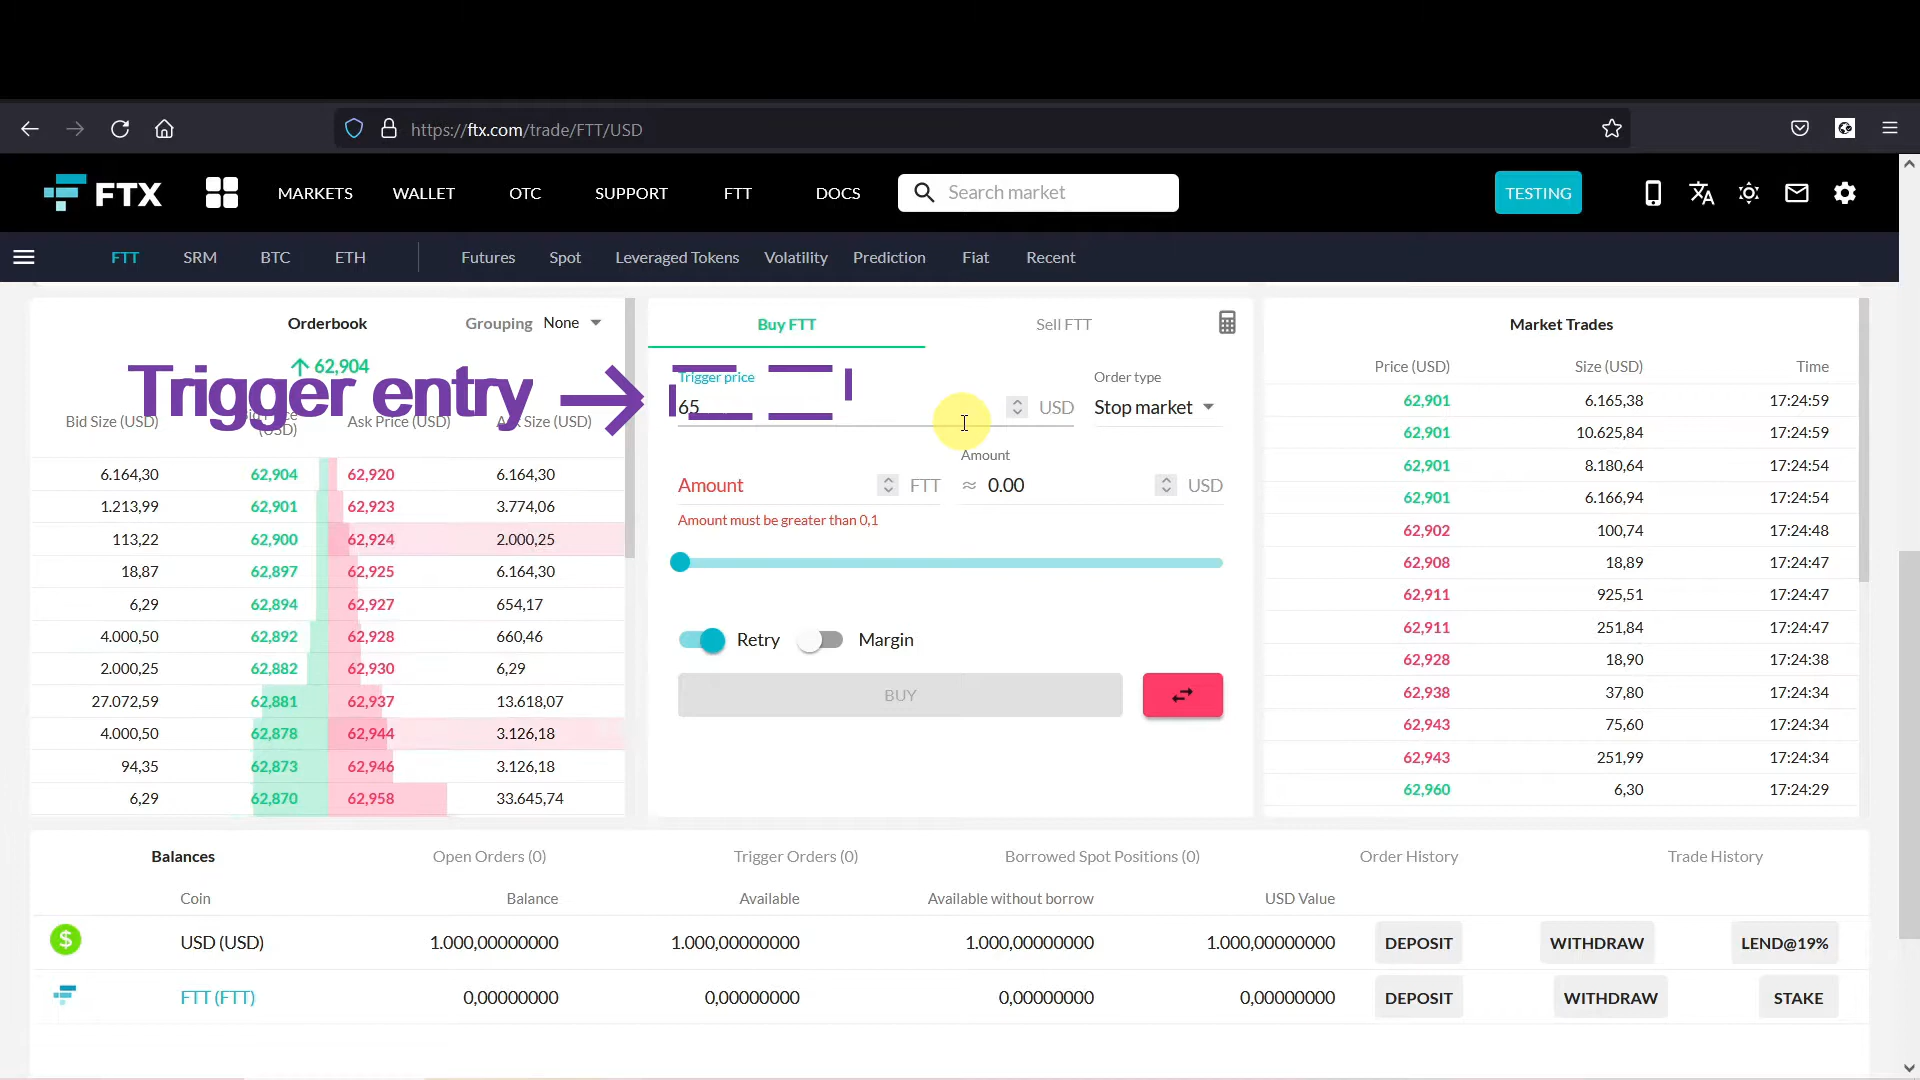 https://ftx.com/trade/FTT/USD
FTX MARKETS WALLET OTC SUPPORT FTT DOCS Search market TESTING
FTT SRM BTC ETH Futures Spot Leveraged Tokens Volatility Prediction Fiat Recent
Orderbook Grouping None
↑ 62,904
Trigger entry →
Bid Size (USD) Bid Price (USD) Ask Price (USD) Ask Size (USD)
6.164,30 62,904 62,920 6.164,30
1.213,99 62,901 62,923 3.774,06
113,22 62,900 62,924 2.000,25
18,87 62,897 62,925 6.164,30
6,29 62,894 62,927 654,17
4.000,50 62,892 62,928 660,46
2.000,25 62,882 62,930 6,29
27.072,59 62,881 62,937 13.618,07
4.000,50 62,878 62,944 3.126,18
94,35 62,873 62,946 3.126,18
6,29 62,870 62,958 33.645,74
Buy FTT Sell FTT
Trigger price Order type
65 USD Stop market
Amount
Amount FTT ≈ 0.00 USD
Amount must be greater than 0,1
Retry Margin
BUY
Market Trades
Price (USD) Size (USD) Time
62,901 6.165,38 17:24:59
62,901 10.625,84 17:24:59
62,901 8.180,64 17:24:54
62,901 6.166,94 17:24:54
62,902 100,74 17:24:48
62,908 18,89 17:24:47
62,911 925,51 17:24:47
62,911 251,84 17:24:47
62,928 18,90 17:24:38
62,938 37,80 17:24:34
62,943 75,60 17:24:34
62,943 251,99 17:24:34
62,960 6,30 17:24:29
Balances Open Orders (0) Trigger Orders (0) Borrowed Spot Positions (0) Order History Trade History
Coin Balance Available Available without borrow USD Value
USD (USD) 1.000,00000000 1.000,00000000 1.000,00000000 1.000,00000000 DEPOSIT WITHDRAW LEND@19%
FTT (FTT) 0,00000000 0,00000000 0,00000000 0,00000000 DEPOSIT WITHDRAW STAKE